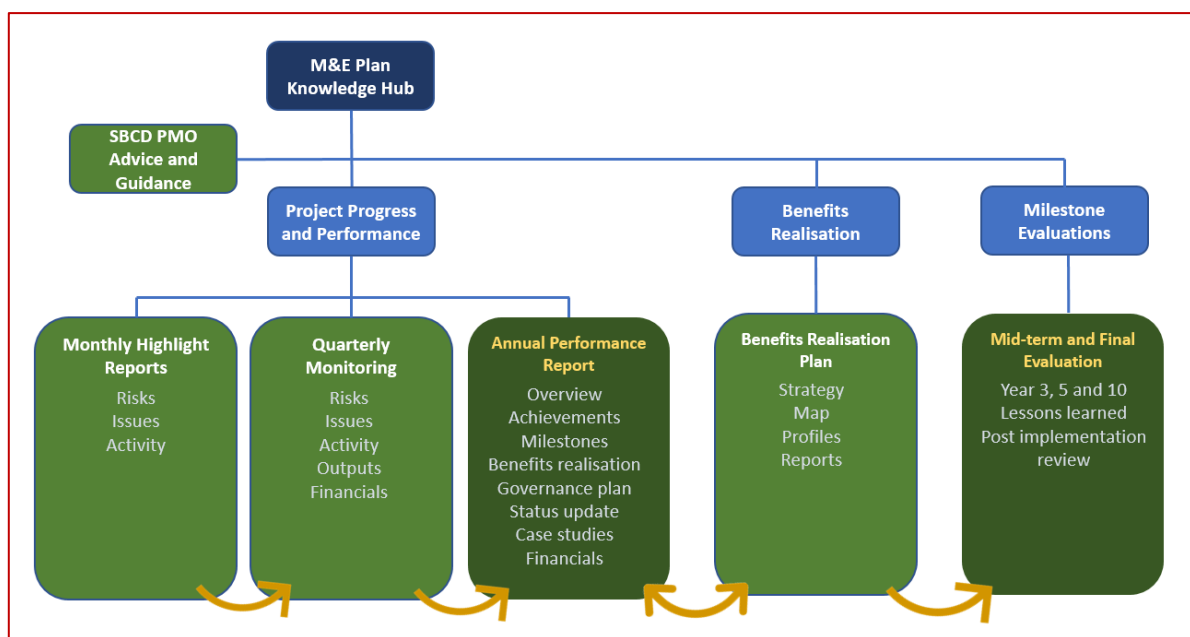 M&E Plan
Knowledge Hub
SBCD PMO
Advice and
Guidance
Project Progress
and Performance
Benefits
Realisation
Milestone
Evaluations
Monthly Highlight
Reports
Risks
Issues
Activity
Quarterly
Monitoring
Risks
Issues
Activity
Outputs
Financials
Annual Performance
Report
Overview
Achievements
Milestones
Benefits realisation
Governance plan
Status update
Case studies
Financials
Benefits Realisation
Plan
Strategy
Map
Profiles
Reports
Mid-term and Final
Evaluation
Year 3, 5 and 10
Lessons learned
Post implementation
review